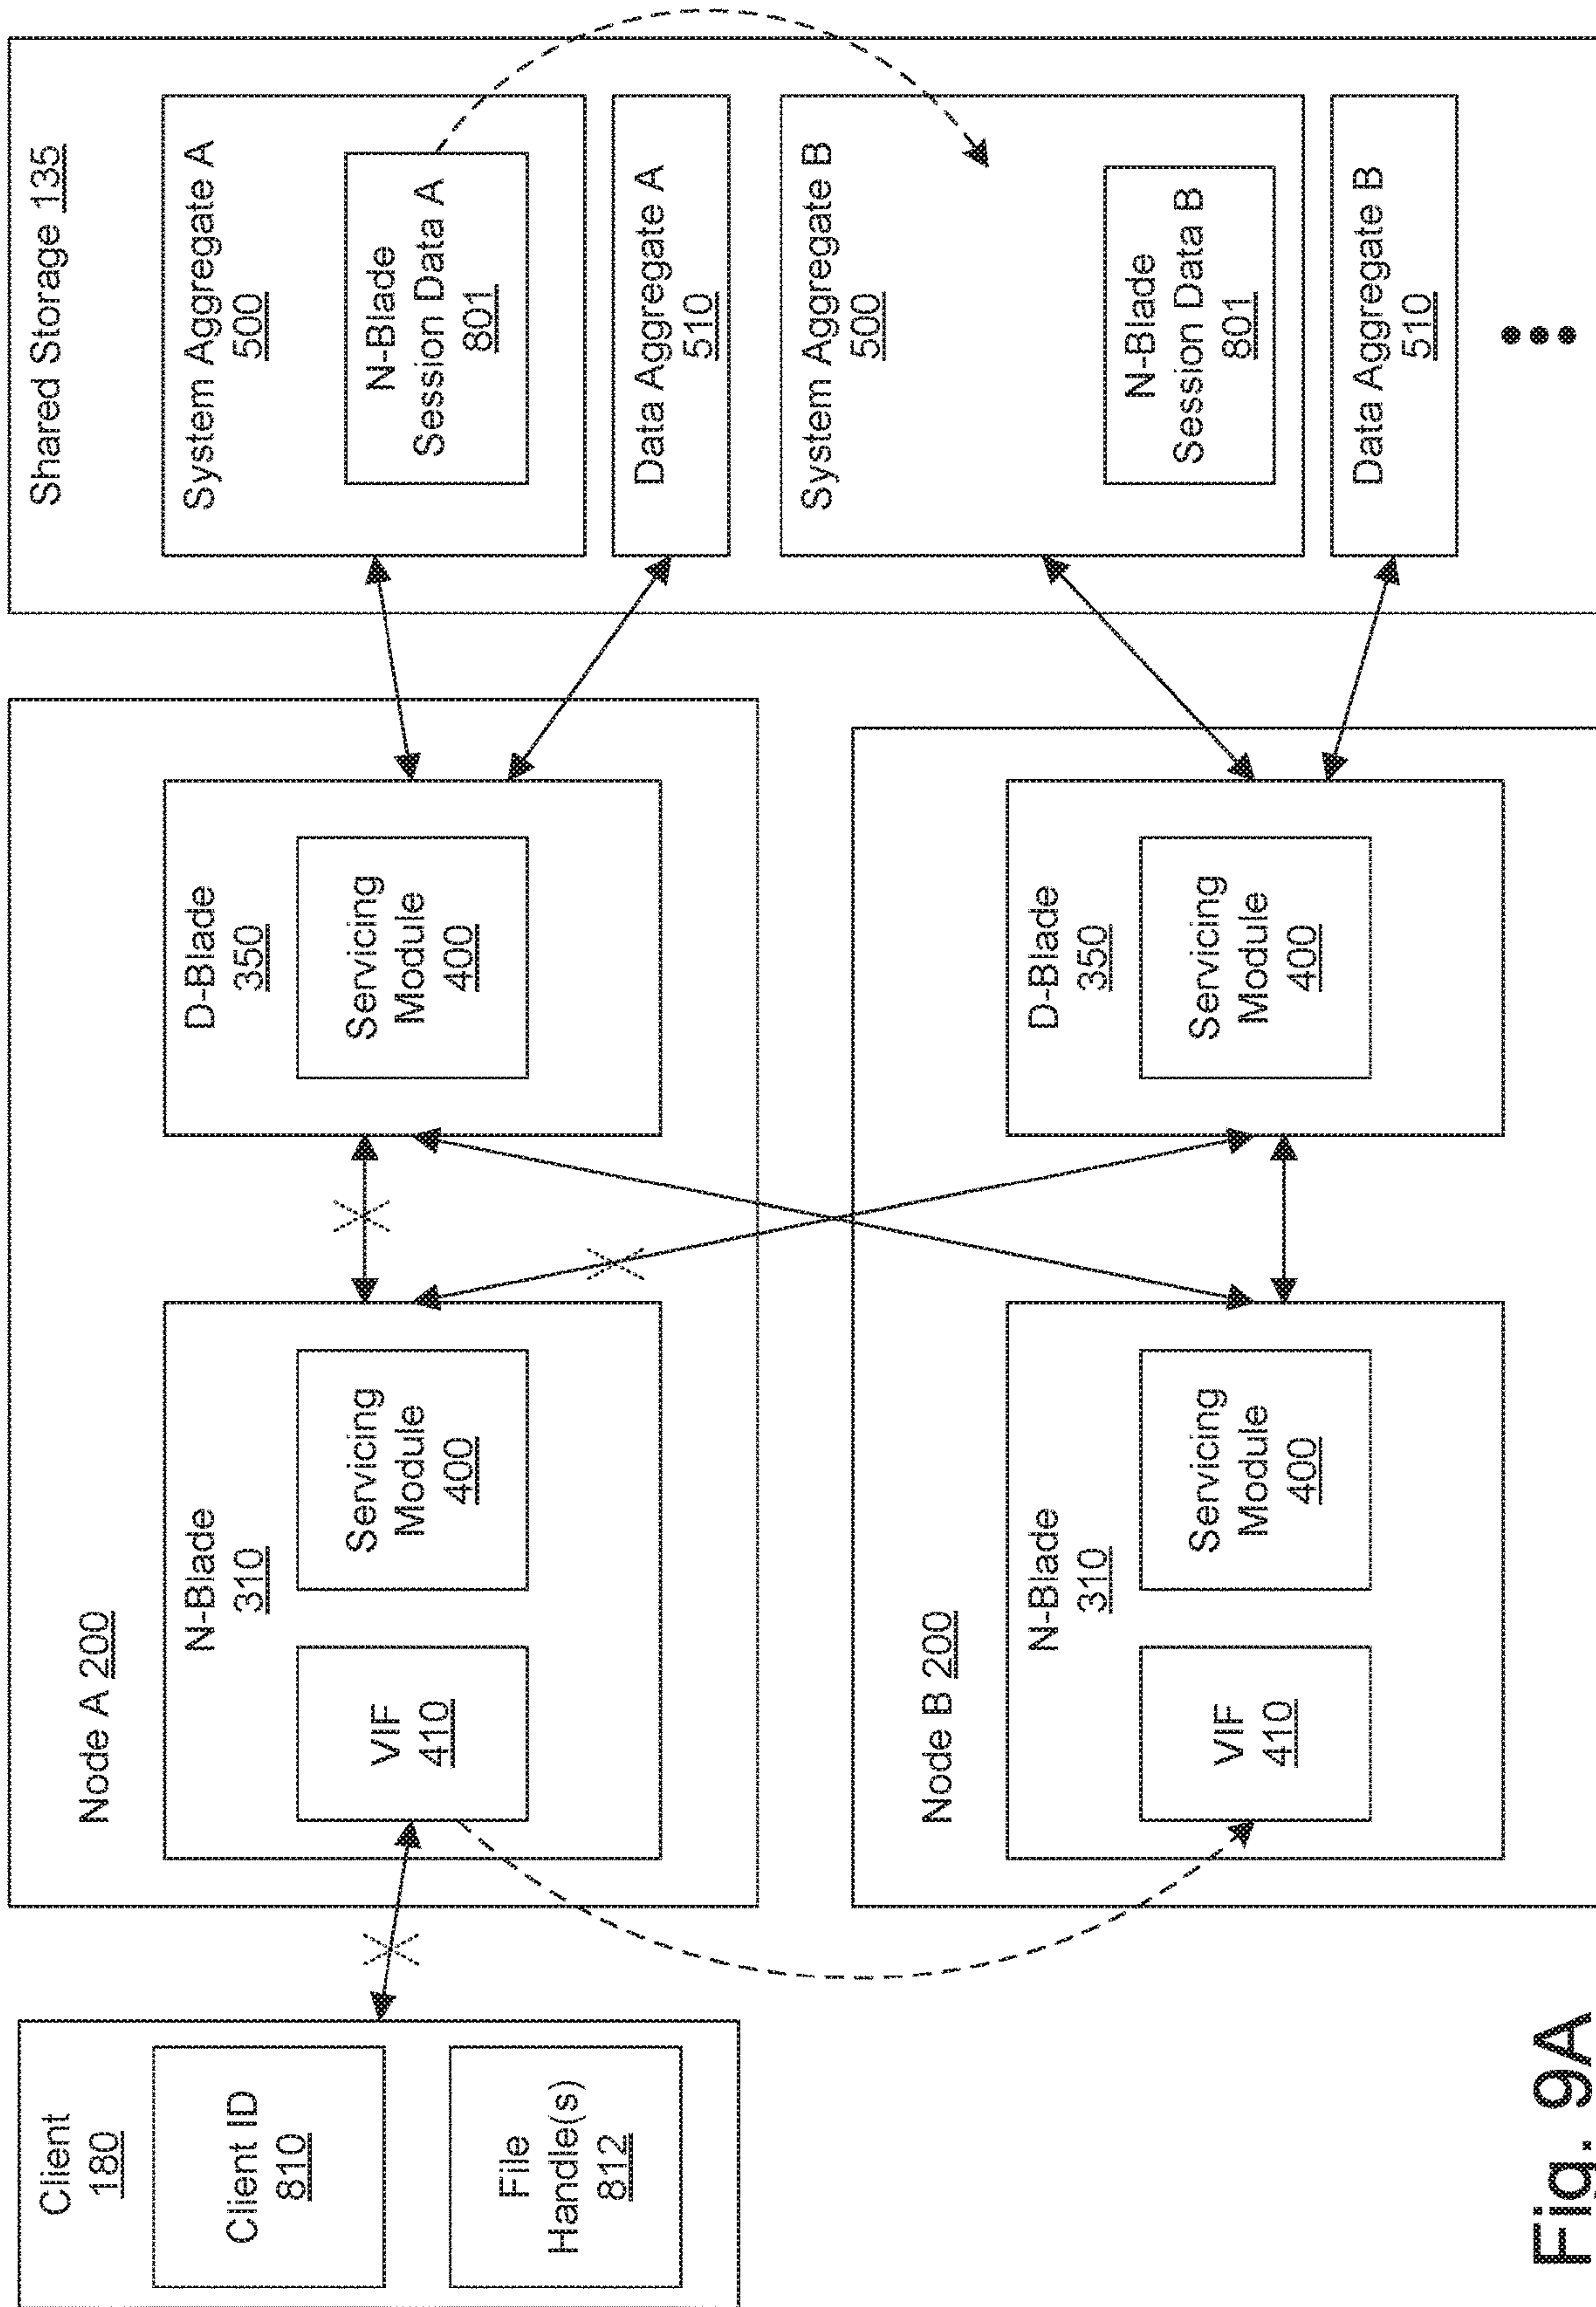 Client
180
Client ID
810
File
Handle(s)
812
Node A 200
N-Blade
310
VIF
410
Servicing
Module
400
D-Blade
350
Servicing
Module
400
Node B 200
N-Blade
310
VIF
410
Servicing
Module
400
D-Blade
350
Servicing
Module
400
Shared Storage 135
System Aggregate A
500
N-Blade
Session Data A
801
Data Aggregate A
510
System Aggregate B
500
N-Blade
Session Data B
801
Data Aggregate B
510
Fig. 9A